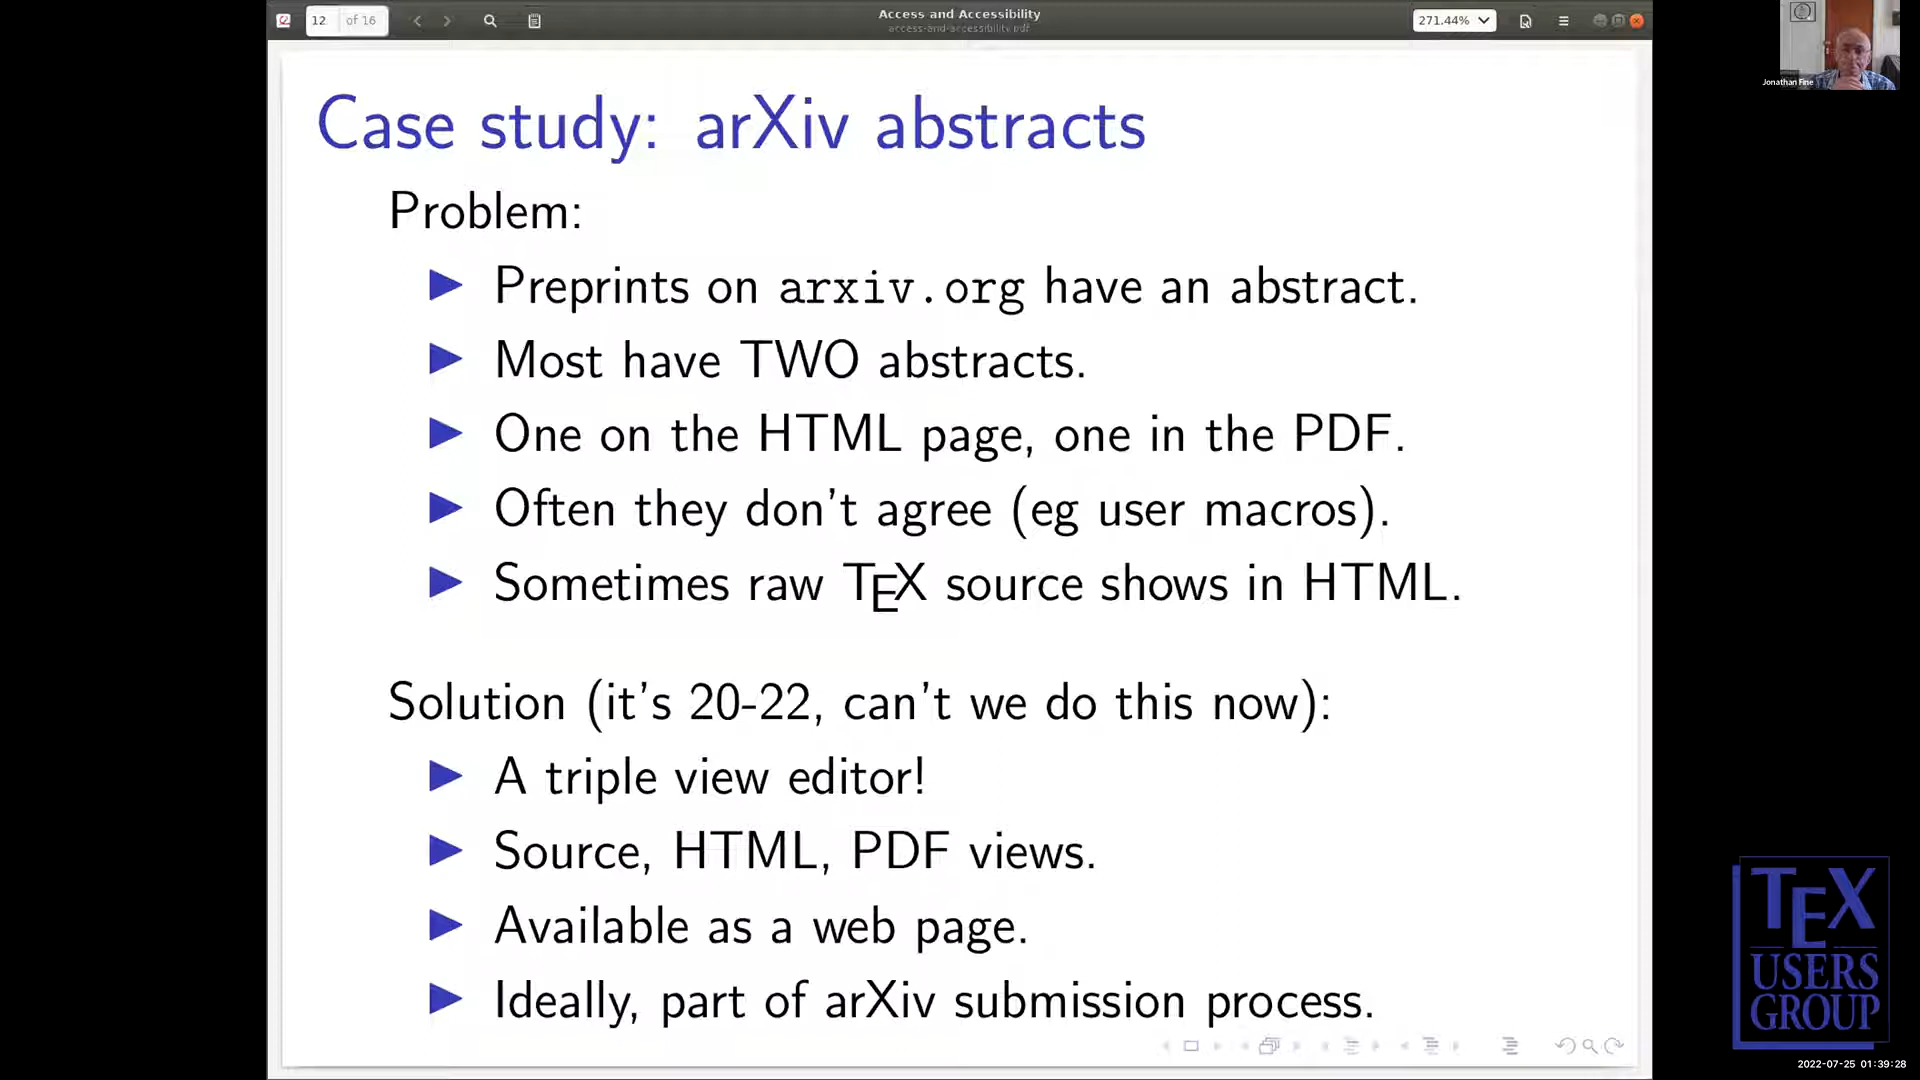 12 of 16
Access and Accessibility
access-and-accessibility.pdf
271.44%
Jonathan Fine
Case study: arXiv abstracts
Problem:
Preprints on arxiv.org have an abstract.
Most have TWO abstracts.
One on the HTML page, one in the PDF.
Often they don't agree (eg user macros).
Sometimes raw TEX source shows in HTML.
Solution (it's 20-22, can't we do this now):
A triple view editor!
Source, HTML, PDF views.
Available as a web page.
Ideally, part of arXiv submission process.
TEX
USERS
GROUP
2022-07-25 01:39:28